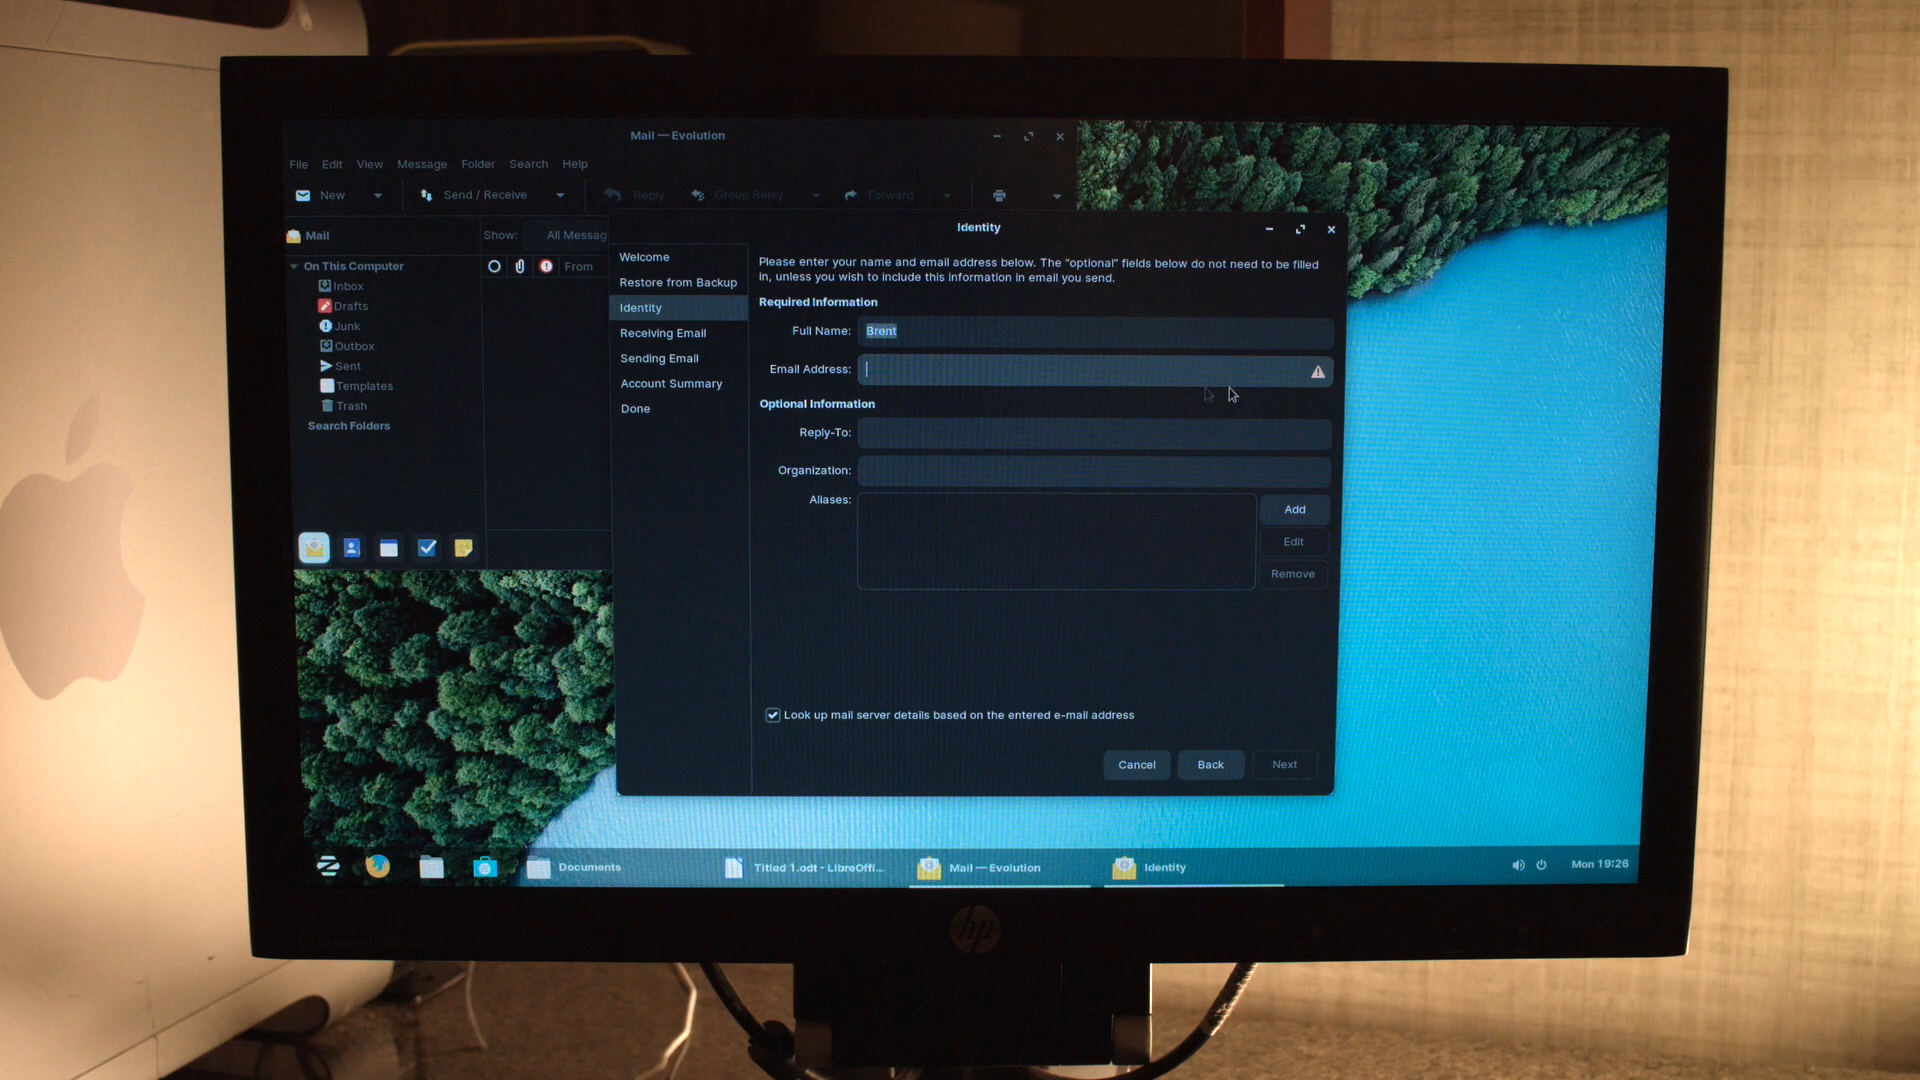 Mail — Evolution
File Edit View Message Folder Search Help
New Send / Receive Reply Group Reply Forward
Mail
Show: All Messag
On This Computer
From
Inbox
Drafts
Junk
Outbox
Sent
Templates
Trash
Search Folders
Identity
Welcome
Restore from Backup
Identity
Receiving Email
Sending Email
Account Summary
Done
Please enter your name and email address below. The "optional" fields below do not need to be filled
in, unless you wish to include this information in email you send.
Required Information
Full Name: Brent
Email Address:
Optional Information
Reply-To:
Organization:
Aliases:
Add
Edit
Remove
Look up mail server details based on the entered e-mail address
Cancel Back Next
Documents Titled 1.odt - LibreOffi... Mail — Evolution Identity Mon 19:26
hp